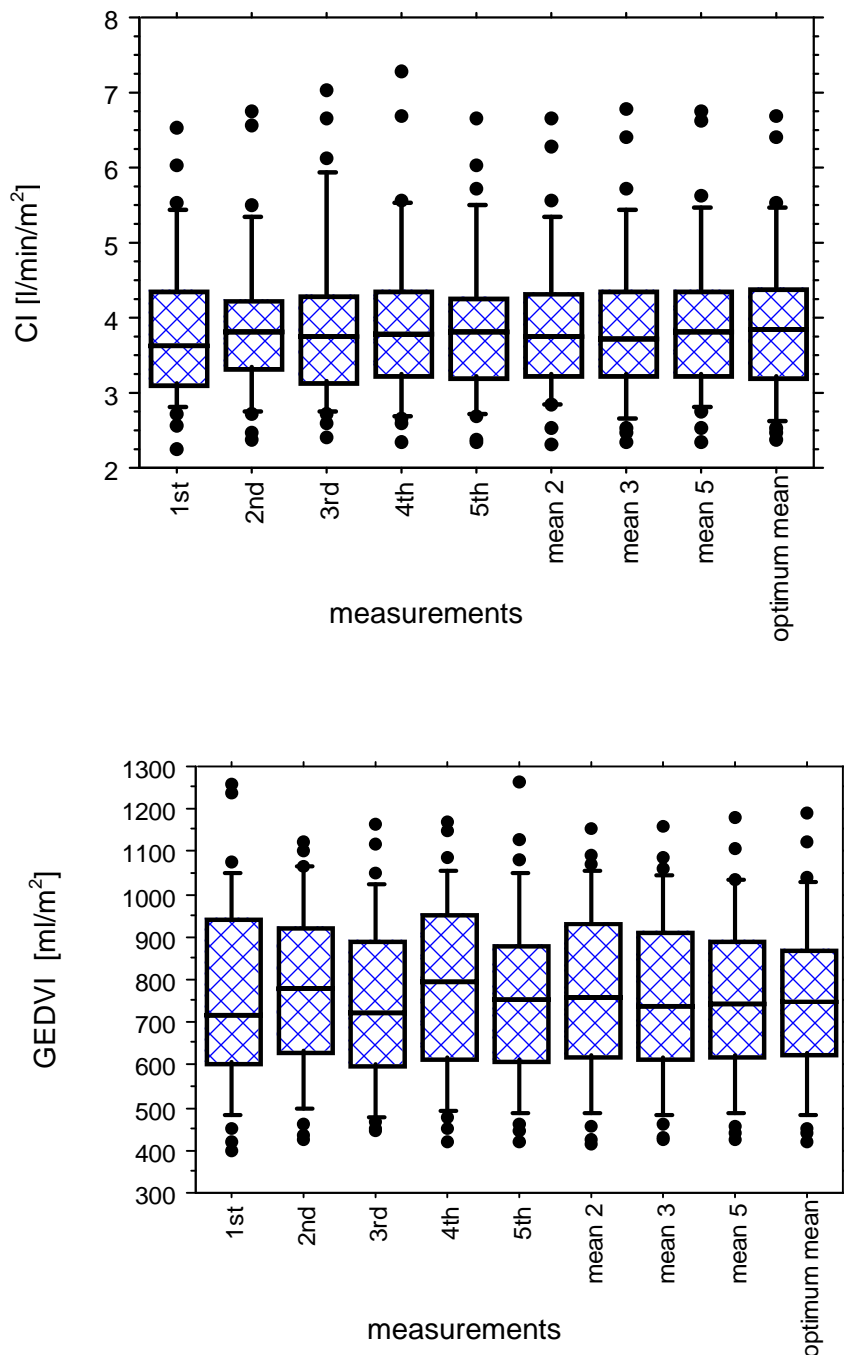 8
7
6
5
4
3
2
CI [l/min/m²]
1st
2nd
3rd
4th
5th
mean 2
mean 3
mean 5
optimum mean
measurements
1300
1200
1100
1000
900
800
700
600
500
400
300
GEDVI [ml/m²]
1st
2nd
3rd
4th
5th
mean 2
mean 3
mean 5
optimum mean
measurements